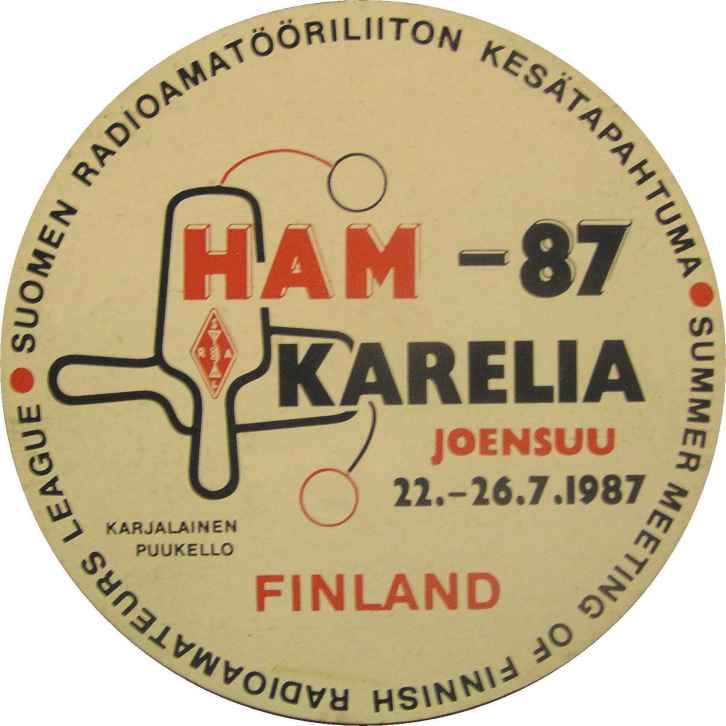 SUOMEN RADIOAMATÖÖRILIITON KESÄTAPAHTUMA
SUMMER MEETING OF FINNISH RADIOAMATEURS LEAGUE
HAM -87
KARELIA
JOENSUU
22.-26.7.1987
KARJALAINEN
PUUKELLO
FINLAND
S
R A
L